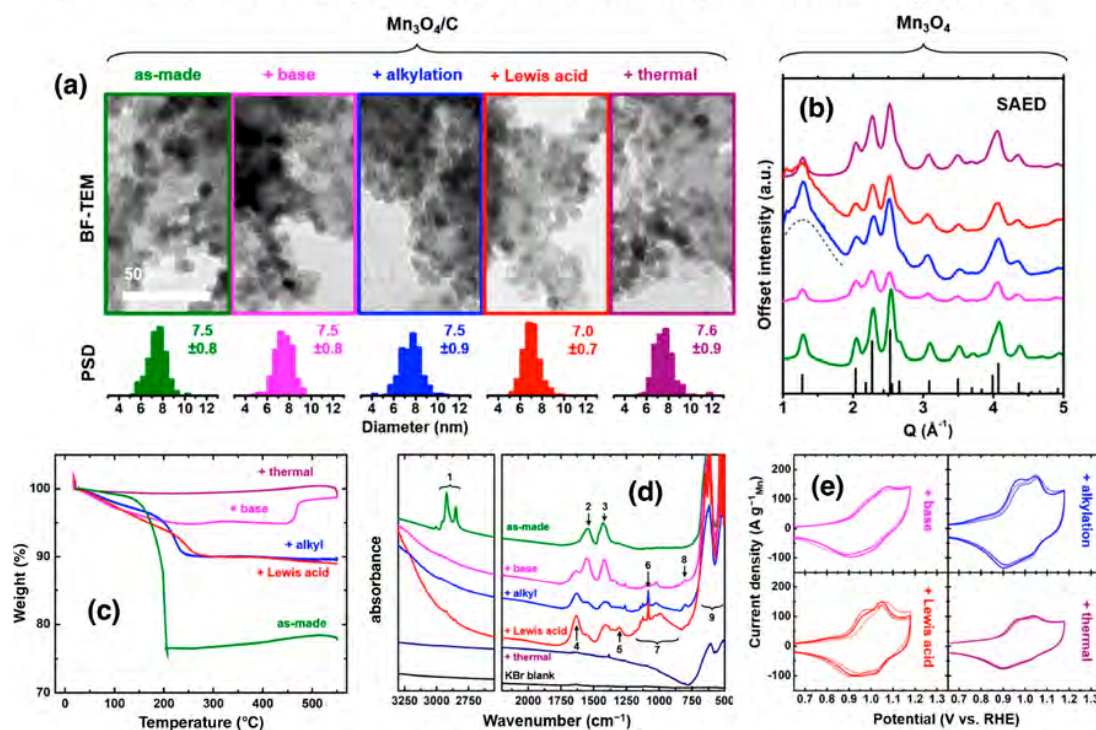 Mn₃O₄/C
Mn₃O₄
as-made
+ base
+ alkylation
+ Lewis acid
+ thermal
(a)
BF-TEM
50
PSD
7.5
±0.8
7.5
±0.8
7.5
±0.9
7.0
±0.7
7.6
±0.9
4 6 8 10 12
4 6 8 10 12
4 6 8 10 12
4 6 8 10 12
4 6 8 10 12
Diameter (nm)
(b)
SAED
Offset intensity (a.u.)
1 2 3 4 5
Q (Å⁻¹)
(c)
+ thermal
+ base
+ alkyl
+ Lewis acid
as-made
Weight (%)
100
90
80
70
0 100 200 300 400 500
Temperature (°C)
(d)
absorbance
1
2
3
as-made
+ base
6
8
+ alkyl
9
+ Lewis acid
4
5
7
+ thermal
KBr blank
3250 2500 2000 1500 1000 500
Wavenumber (cm⁻¹)
(e)
+ base
+ alkylation
+ Lewis acid
+ thermal
Current density (A g⁻¹Mn)
200
100
0
-100
200
100
0
-100
0.7 0.8 0.9 1.0 1.1 1.2 1.3
0.7 0.8 0.9 1.0 1.1 1.2 1.3
Potential (V vs. RHE)